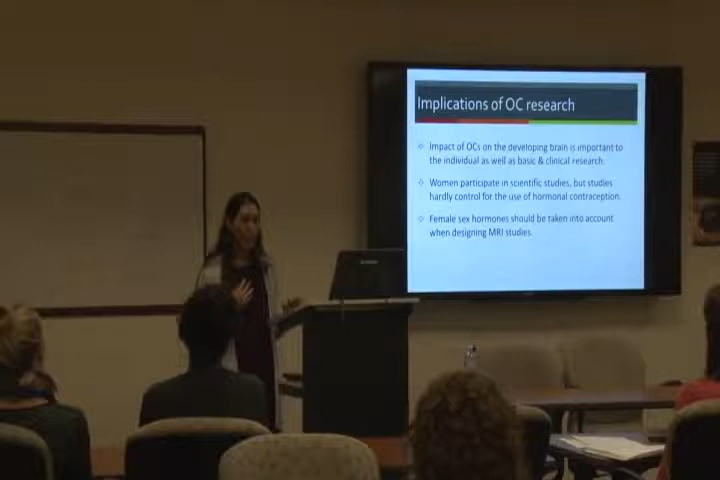 Implications of OC research
Impact of OCs on the developing brain is important to
the individual as well as basic & clinical research.
Women participate in scientific studies, but studies
hardly control for the use of hormonal contraception.
Female sex hormones should be taken into account
when designing MRI studies.